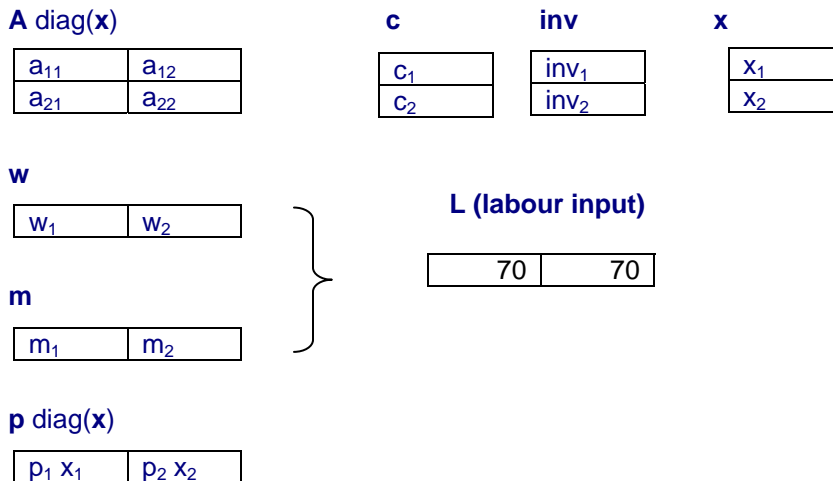 A diag(x) c inv x
a₁₁ a₁₂ c₁ inv₁ x₁
a₂₁ a₂₂ c₂ inv₂ x₂
w
L (labour input)
w₁ w₂
70 70
m
m₁ m₂
p diag(x)
p₁ x₁ p₂ x₂